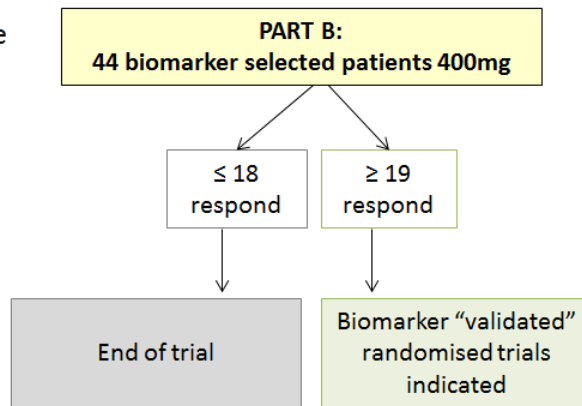 e
PART B:
44 biomarker selected patients 400mg
≤ 18
respond
≥ 19
respond
End of trial
Biomarker “validated”
randomised trials
indicated